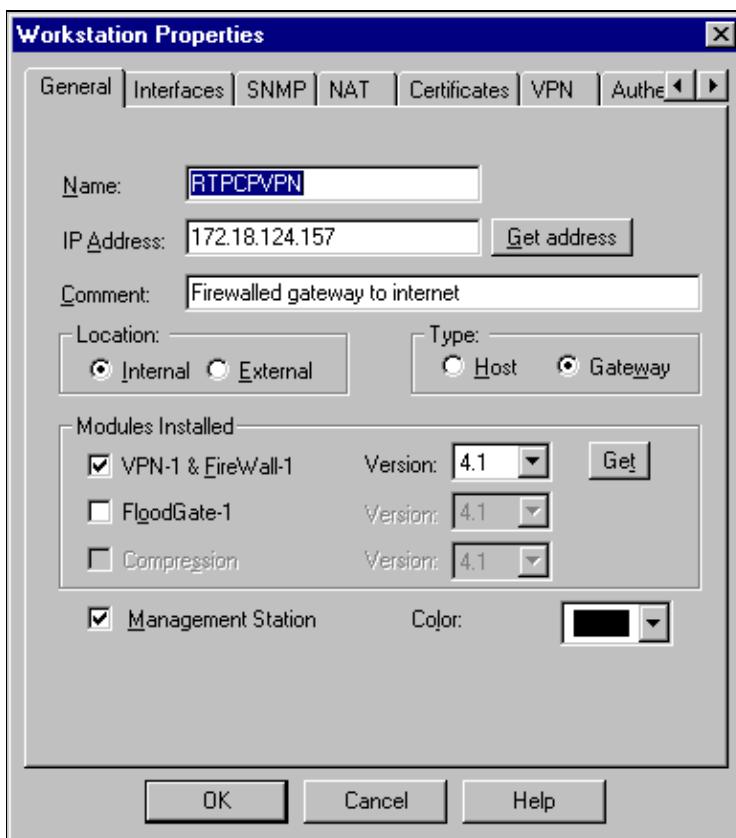 Workstation Properties
General Interfaces SNMP NAT Certificates VPN Authe
Name: RTPCPVPN
IP Address: 172.18.124.157 Get address
Comment: Firewalled gateway to internet
Location: Type:
Internal External Host Gateway
Modules Installed
VPN-1 & FireWall-1 Version: 4.1 Get
FloodGate-1 Version: 4.1
Compression Version: 4.1
Management Station Color:
OK Cancel Help